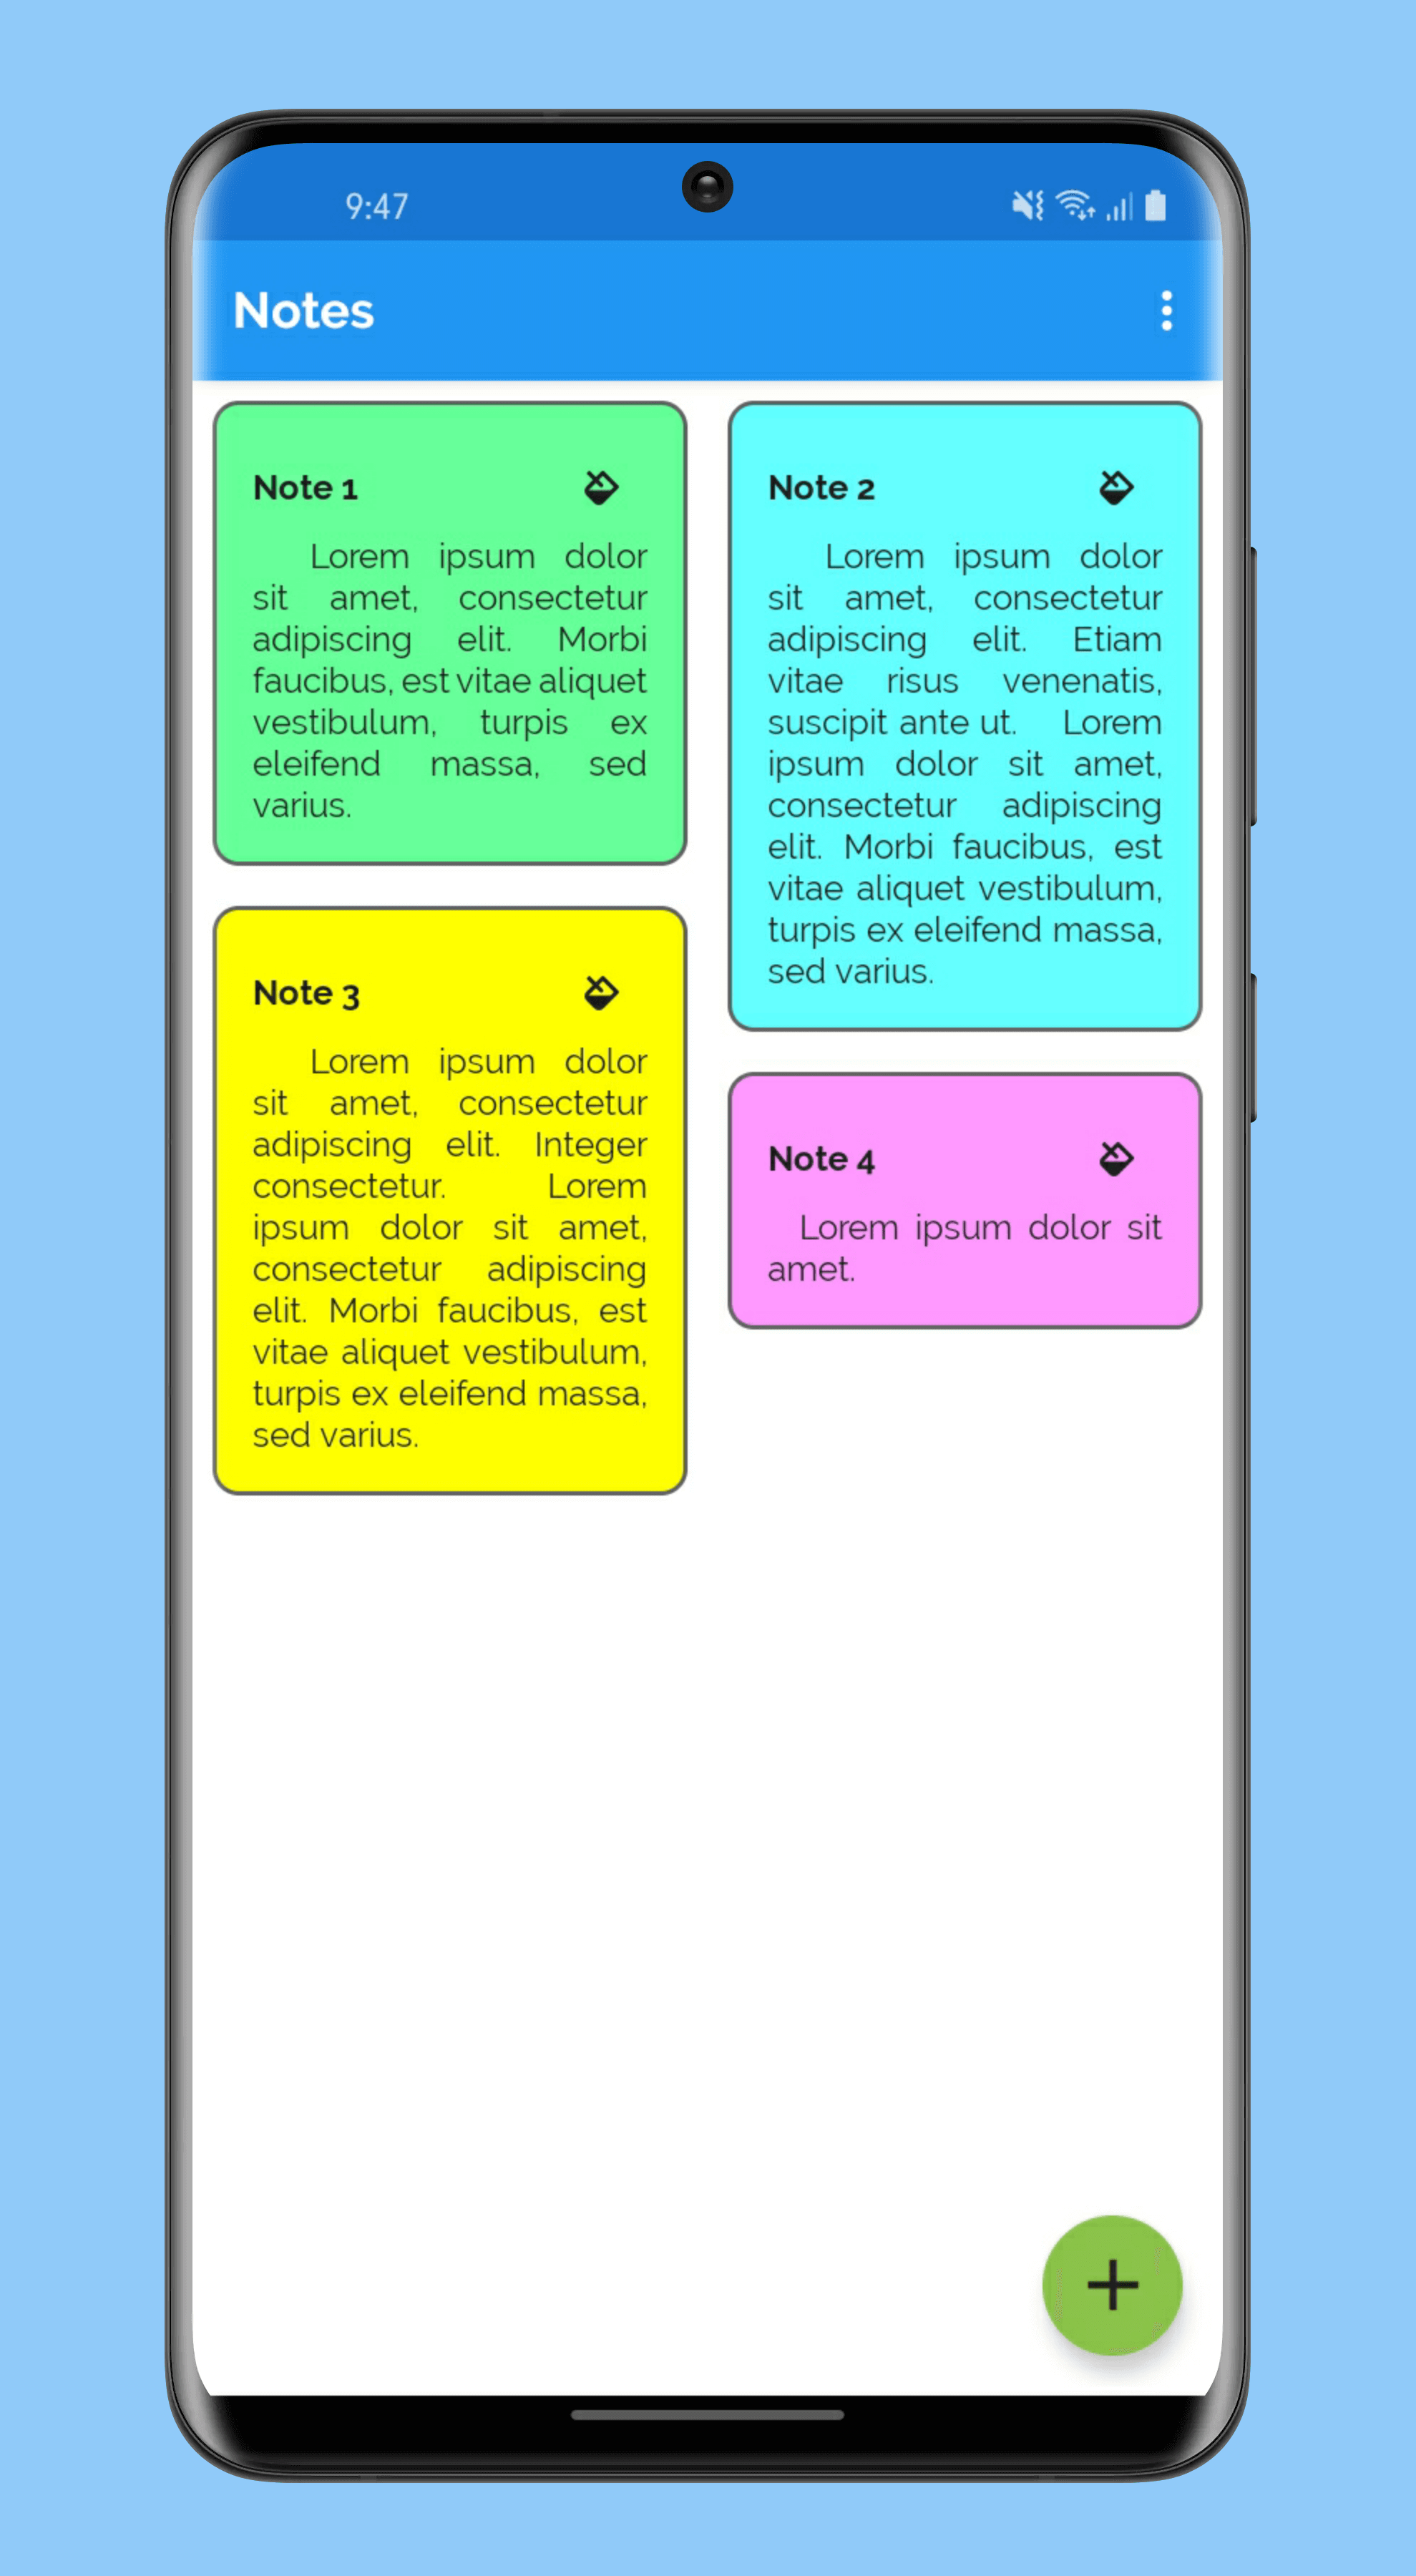 9:47
Notes
Note 1
Lorem ipsum dolor
sit amet, consectetur
adipiscing elit. Morbi
faucibus, est vitae aliquet
vestibulum, turpis ex
eleifend massa, sed
varius.
Note 2
Lorem ipsum dolor
sit amet, consectetur
adipiscing elit. Etiam
vitae risus venenatis,
suscipit ante ut. Lorem
ipsum dolor sit amet,
consectetur adipiscing
elit. Morbi faucibus, est
vitae aliquet vestibulum,
turpis ex eleifend massa,
sed varius.
Note 3
Lorem ipsum dolor
sit amet, consectetur
adipiscing elit. Integer
consectetur. Lorem
ipsum dolor sit amet,
consectetur adipiscing
elit. Morbi faucibus, est
vitae aliquet vestibulum,
turpis ex eleifend massa,
sed varius.
Note 4
Lorem ipsum dolor sit
amet.